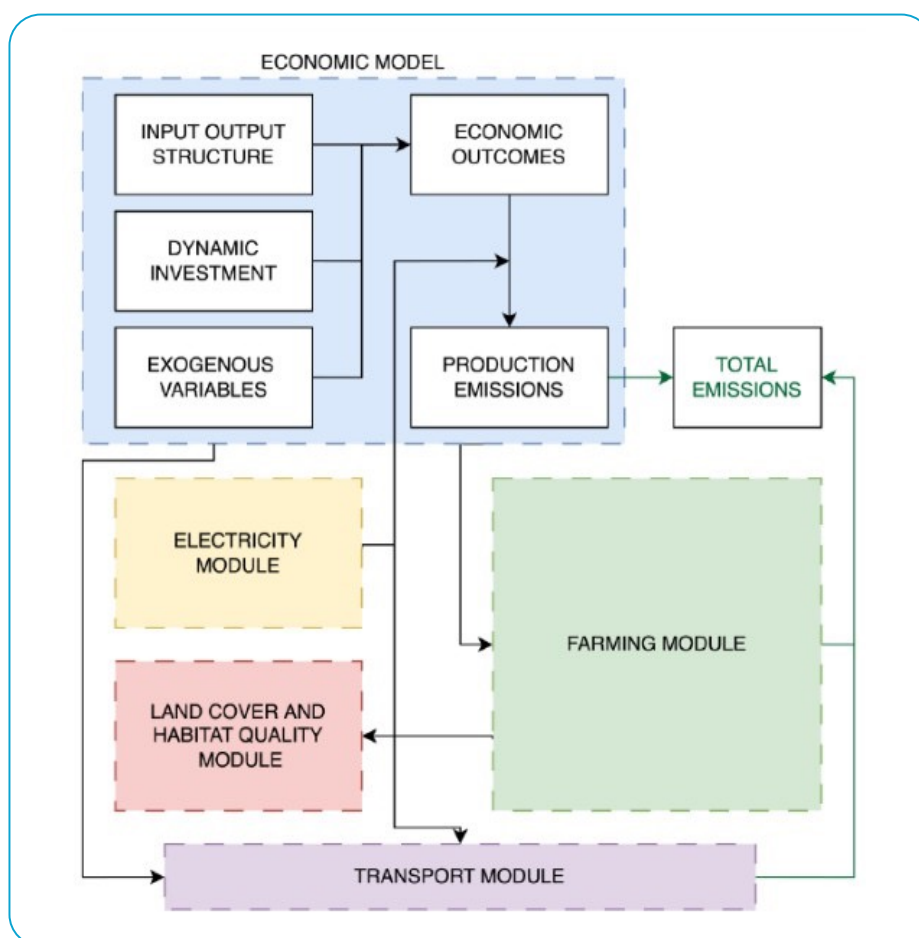 ECONOMIC MODEL
INPUT OUTPUT
STRUCTURE
ECONOMIC
OUTCOMES
DYNAMIC
INVESTMENT
EXOGENOUS
VARIABLES
PRODUCTION
EMISSIONS
TOTAL
EMISSIONS
ELECTRICITY
MODULE
FARMING MODULE
LAND COVER AND
HABITAT QUALITY
MODULE
TRANSPORT MODULE